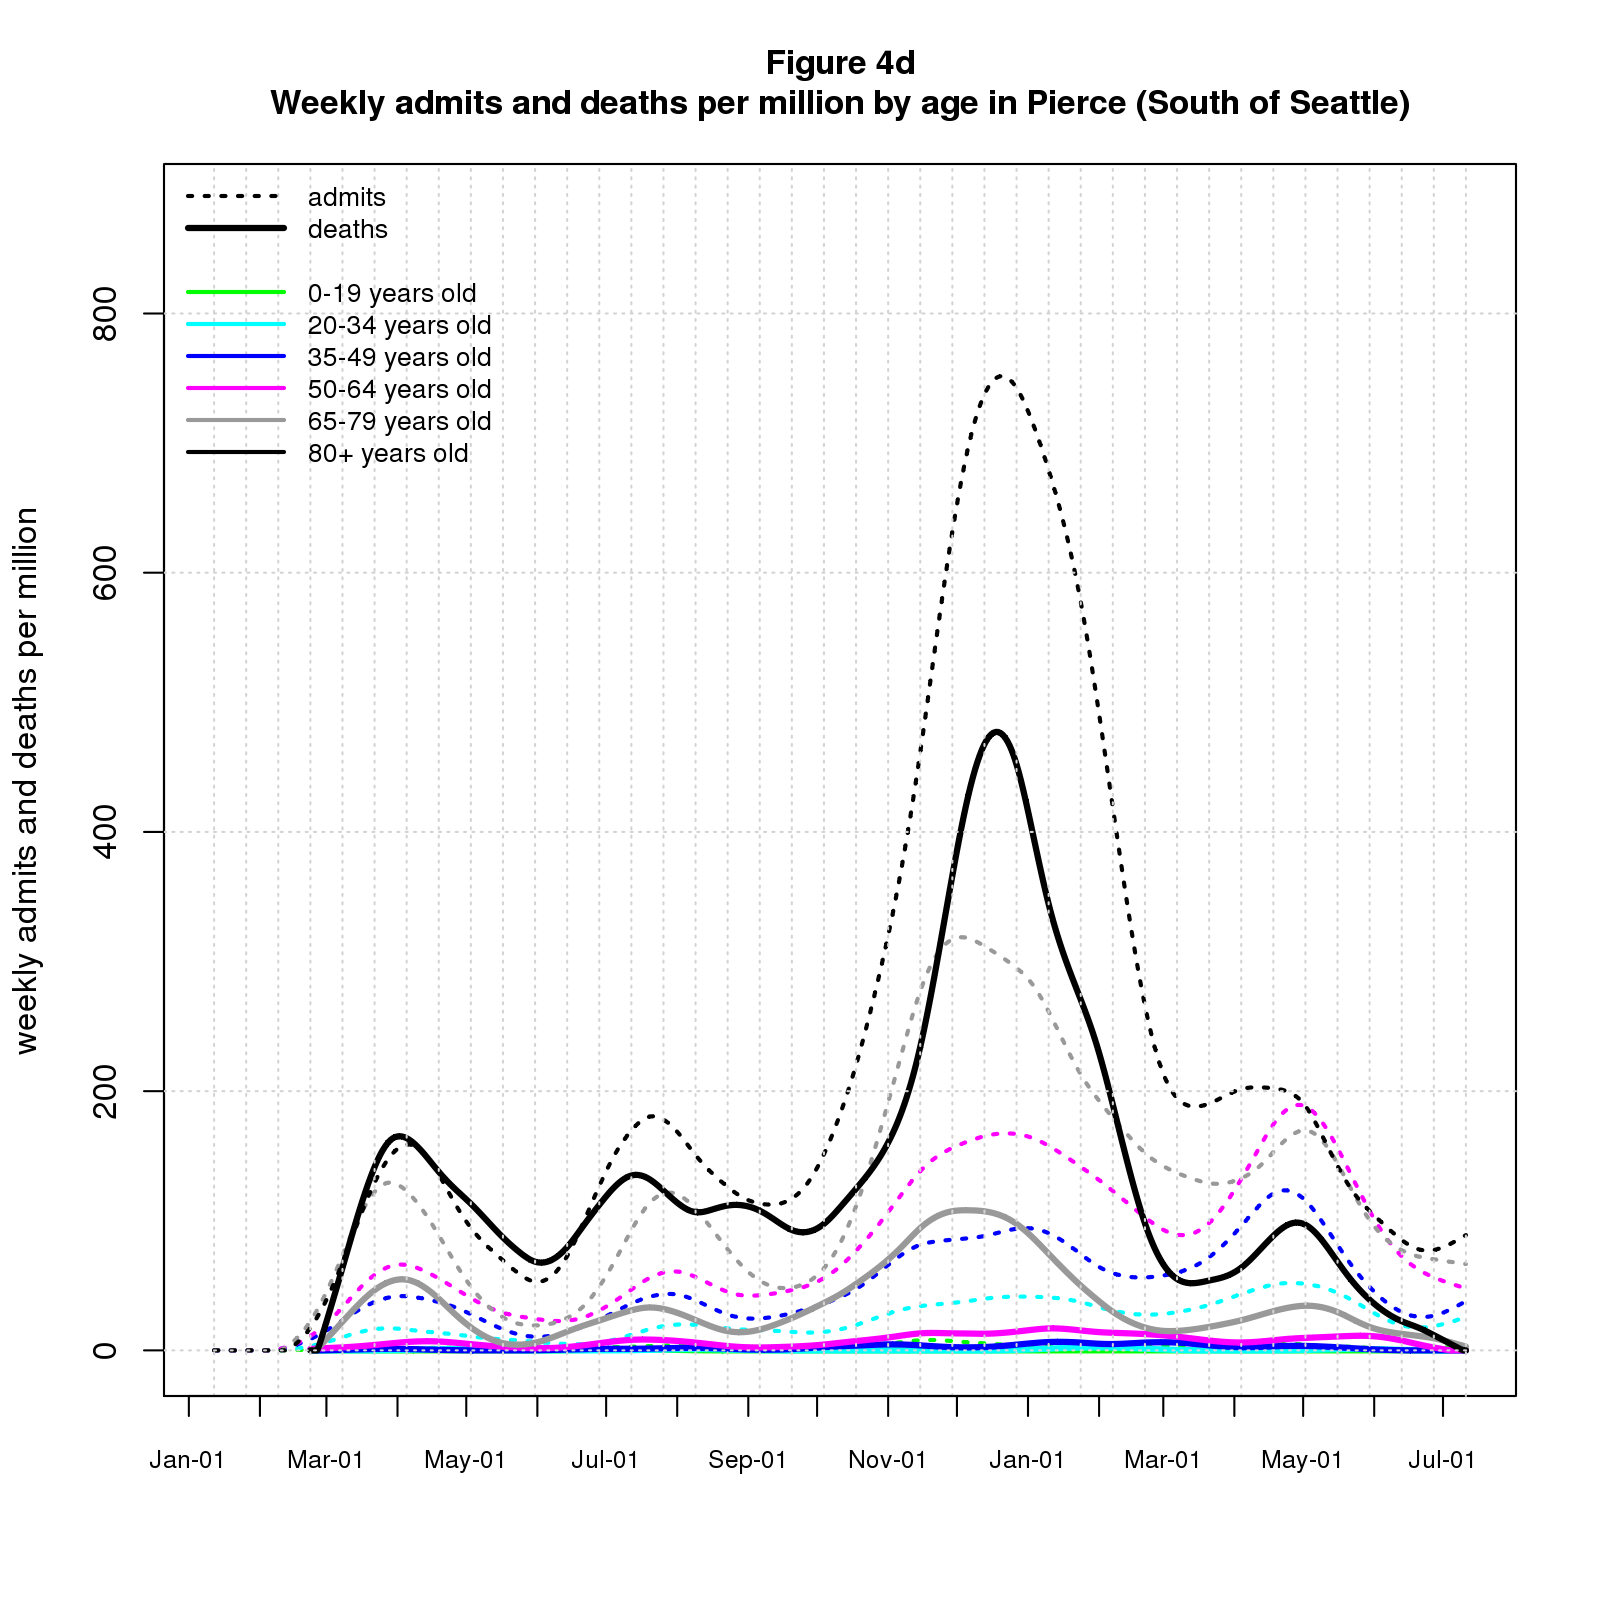 Figure 4d
Weekly admits and deaths per million by age in Pierce (South of Seattle)
admits
deaths
0-19 years old
20-34 years old
35-49 years old
50-64 years old
65-79 years old
80+ years old
weekly admits and deaths per million
800
600
400
200
0
Jan-01 Mar-01 May-01 Jul-01 Sep-01 Nov-01 Jan-01 Mar-01 May-01 Jul-01